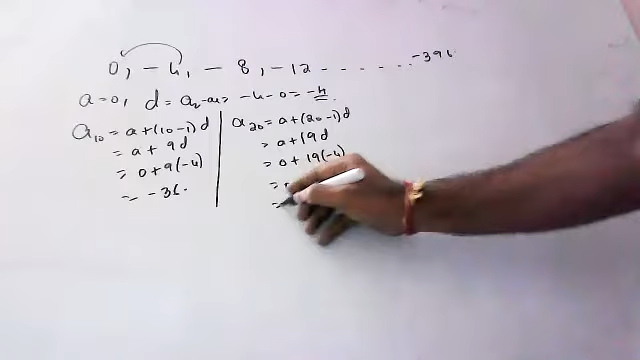 0, - 4, - 8, - 12 - - - - - . . . - 396.
a = 0, d = a₂ - a₁ = - 4 - 0 = - 4.
a₁₀ = a + (10 - 1) d
= a + 9d
= 0 + 9 (- 4)
= - 36.
a₂₀ = a + (20 - 1) d
= a + 19d
= 0 + 19 (- 4)
=
=